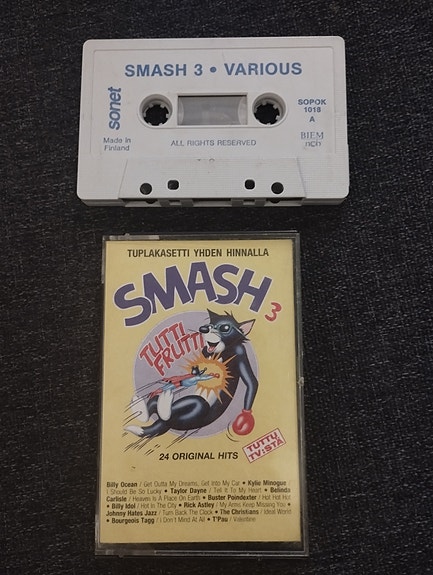 SMASH 3 • VARIOUS
sonet
SOPOK
1018
A
Made in
Finland
ALL RIGHTS RESERVED
BIEM
ncb
TUPLAKASETTI YHDEN HINNALLA
SMASH 3
TUTTI
FRUTTI
24 ORIGINAL HITS
TUTTU
TV:STÄ
Billy Ocean / Get Outta My Dreams, Get Into My Car • Kylie Minogue /
I Should Be So Lucky • Taylor Dayne / Tell It To My Heart • Belinda
Carlisle / Heaven Is A Place On Earth • Buster Poindexter / Hot Hot Hot
• Billy Idol / Hot In The City • Rick Astley / My Arms Keep Missing You •
Johnny Hates Jazz / Turn Back The Clock • The Christians / Ideal World
• Bourgeois Tagg / I Don't Mind At All • T'Pau / Valentine